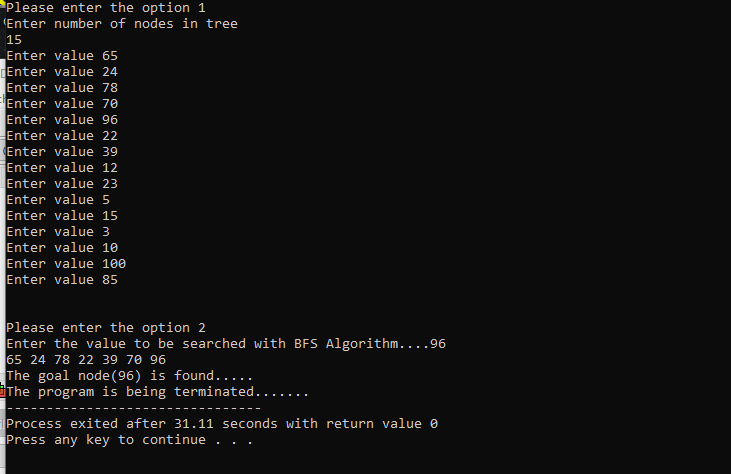 Please enter the option 1
Enter number of nodes in tree
15
Enter value 65
Enter value 24
Enter value 78
Enter value 70
Enter value 96
Enter value 22
Enter value 39
Enter value 12
Enter value 23
Enter value 5
Enter value 15
Enter value 3
Enter value 10
Enter value 100
Enter value 85
Please enter the option 2
Enter the value to be searched with BFS Algorithm....96
65 24 78 22 39 70 96
The goal node(96) is found.....
The program is being terminated.......
--------------------------------
Process exited after 31.11 seconds with return value 0
Press any key to continue . . .